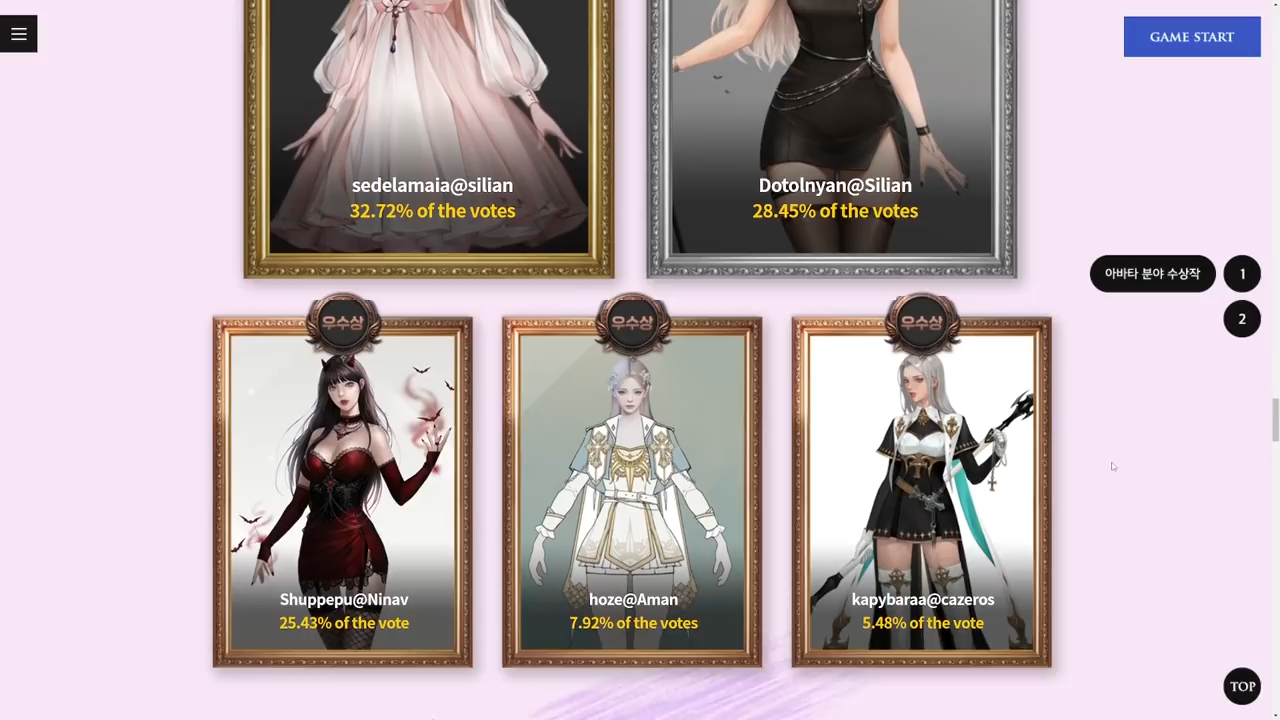 GAME START
sedelamaia@silian
32.72% of the votes
Dotolnyan@Silian
28.45% of the votes
아바타 분야 수상작
1
2
우수상
우수상
우수상
Shuppepu@Ninav
25.43% of the vote
hoze@Aman
7.92% of the votes
kapybaraa@cazeros
5.48% of the vote
TOP